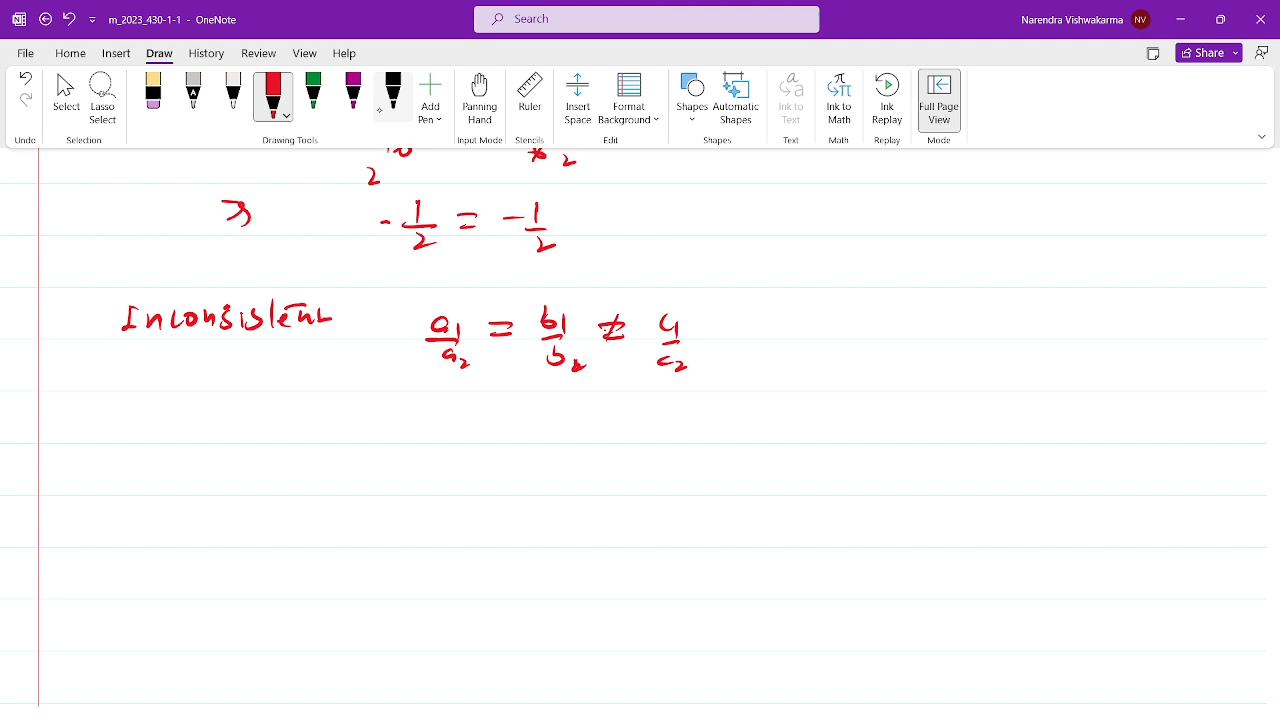 m_2023_430-1-1 - OneNote
Search
Narendra Vishwakarma NV
File Home Insert Draw History Review View Help Share
Select Lasso Select Add Pen Panning Hand Ruler Insert Space Format Background Shapes Automatic Shapes Ink to Text Ink to Math Ink Replay Full Page View
Undo Selection Drawing Tools Input Mode Stencils Edit Shapes Text Math Replay Mode
2 2
-1/2 = -1/2
Inconsistent a1/a2 = b1/b2 ≠ c1/c2